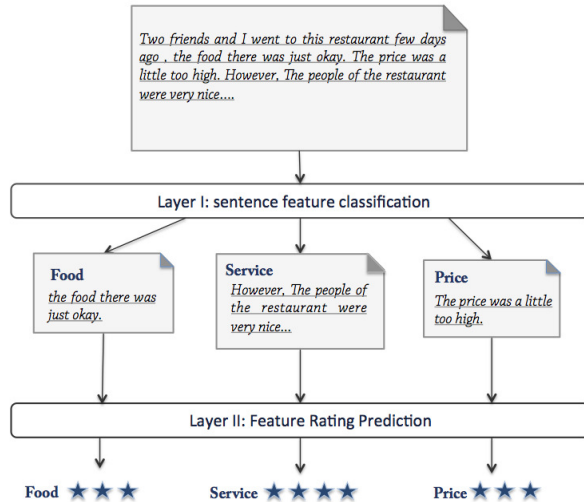 Two friends and I went to this restaurant few days
ago , the food there was just okay. The price was a
little too high. However, The people of the restaurant
were very nice....
Layer I: sentence feature classification
Food
the food there was
just okay.
Service
However, The people of
the restaurant were
very nice...
Price
The price was a little
too high.
Layer II: Feature Rating Prediction
Food
Service
Price